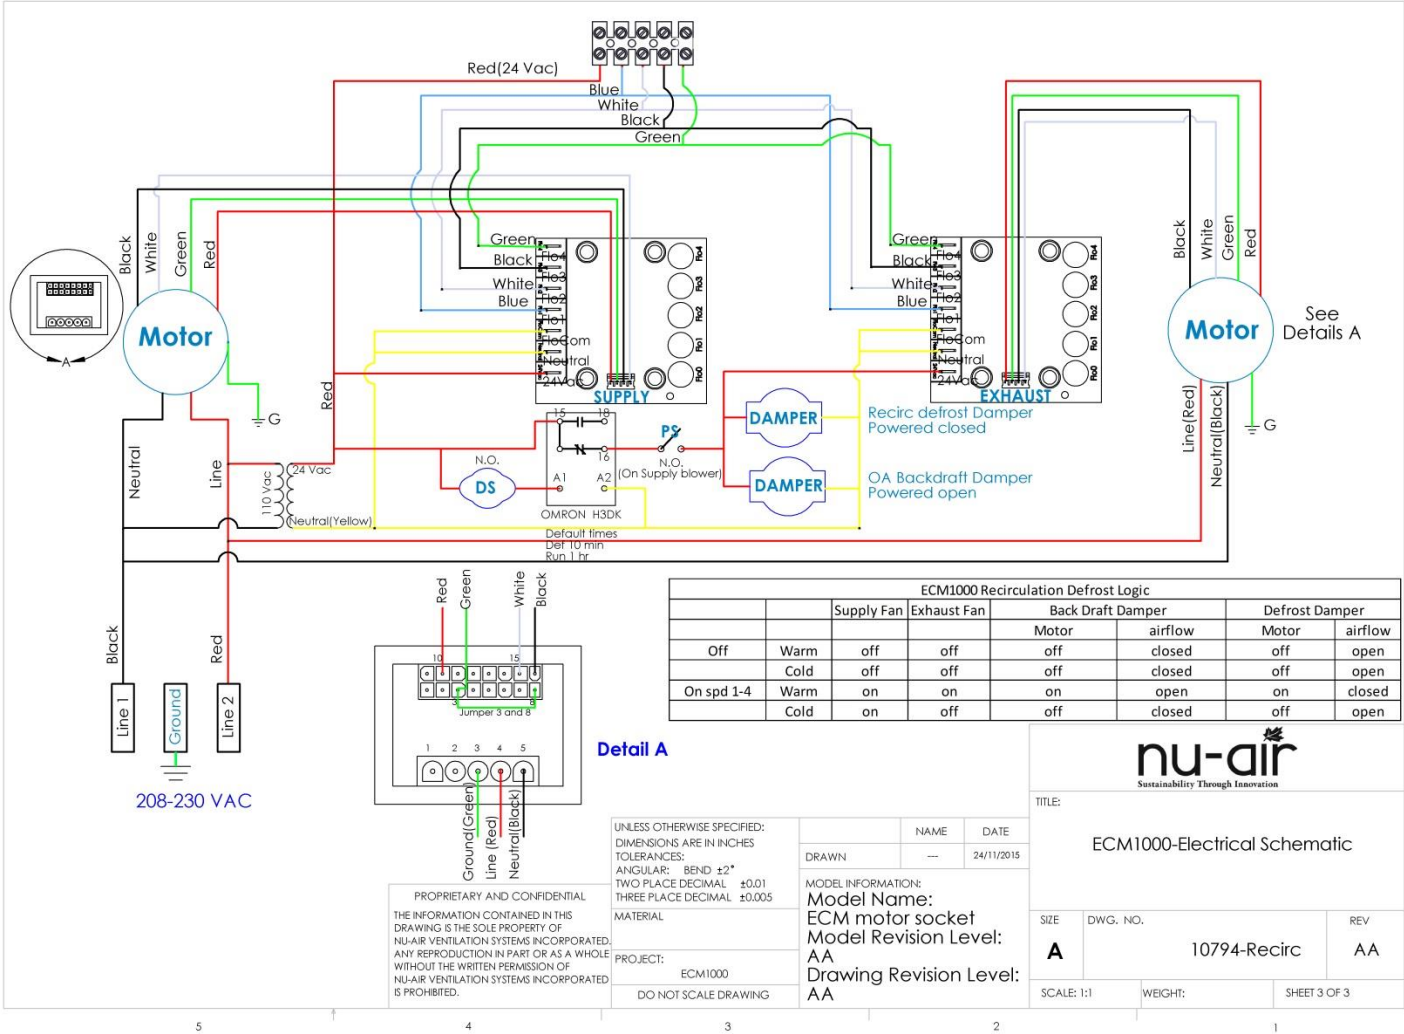 Red(24 Vac)
Blue
White
Black
Green
Black
White
Green
Red
Motor
A
G
Green
Flo4
Black
Flo3
White
Flo2
Blue
Flo1
FloCom
Neutral
24Vac
Flo4
Flo3
Flo2
Flo1
Flo0
SUPPLY
Green
Flo4
Black
Flo3
White
Flo2
Blue
Flo1
FloCom
Neutral
24Vac
Flo4
Flo3
Flo2
Flo1
Flo0
EXHAUST
Black
White
Green
Red
Motor
See
Details A
Line(Red)
Neutral(Black)
G
Red
Neutral
Line
110 Vac
24 Vac
Neutral(Yellow)
N.O.
DS
15
18
16
A1
A2
OMRON H3DK
Default times
Def 10 min
Run 1 hr
PS
N.O.
(On Supply blower)
DAMPER
Recirc defrost Damper
Powered closed
DAMPER
OA Backdraft Damper
Powered open
Black
Red
Line 1
Ground
Line 2
208-230 VAC
Red
Green
White
Black
10
15
3
8
Jumper 3 and 8
1 2 3 4 5
Ground(Green)
Line (Red)
Neutral(Black)
Detail A
ECM1000 Recirculation Defrost Logic
Supply Fan Exhaust Fan Back Draft Damper Defrost Damper
Motor airflow Motor airflow
Off Warm off off off closed off open
Cold off off off closed off open
On spd 1-4 Warm on on on open on closed
Cold on off off closed off open
nu-air
Sustainability Through Innovation
TITLE:
ECM1000-Electrical Schematic
SIZE
A
DWG. NO.
10794-Recirc
REV
AA
SCALE: 1:1
WEIGHT:
SHEET 3 OF 3
UNLESS OTHERWISE SPECIFIED:
DIMENSIONS ARE IN INCHES
TOLERANCES:
ANGULAR: BEND ±2°
TWO PLACE DECIMAL ±0.01
THREE PLACE DECIMAL ±0.005
MATERIAL
PROJECT:
ECM1000
DO NOT SCALE DRAWING
NAME DATE
DRAWN --- 24/11/2015
MODEL INFORMATION:
Model Name:
ECM motor socket
Model Revision Level:
AA
Drawing Revision Level:
AA
PROPRIETARY AND CONFIDENTIAL
THE INFORMATION CONTAINED IN THIS
DRAWING IS THE SOLE PROPERTY OF
NU-AIR VENTILATION SYSTEMS INCORPORATED.
ANY REPRODUCTION IN PART OR AS A WHOLE
WITHOUT THE WRITTEN PERMISSION OF
NU-AIR VENTILATION SYSTEMS INCORPORATED
IS PROHIBITED.
5 4 3 2 1